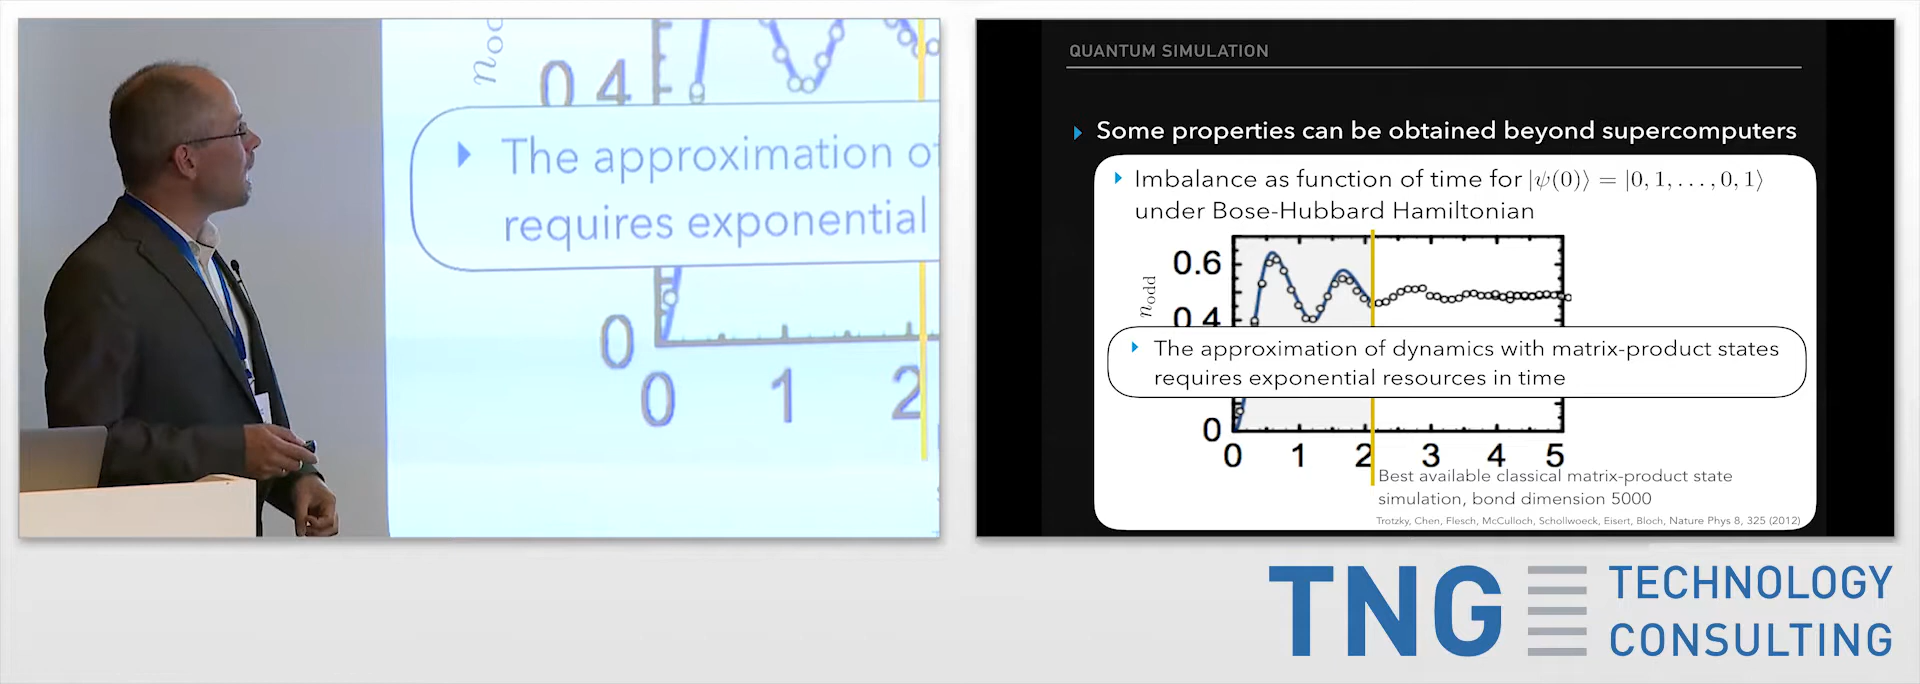 n
0 4
The approximation of
requires exponential
0
0 1 2
QUANTUM SIMULATION
Some properties can be obtained beyond supercomputers
Imbalance as function of time for |ψ(0)⟩ = |0, 1, . . . , 0, 1⟩
under Bose-Hubbard Hamiltonian
0.6
n_odd
0 4
The approximation of dynamics with matrix-product states
requires exponential resources in time
0
0 1 2 3 4 5
Best available classical matrix-product state
simulation, bond dimension 5000
Trotzky, Chen, Flesch, McCulloch, Schollwoeck, Eisert, Bloch, Nature Phys 8, 325 (2012)
TNG TECHNOLOGY
CONSULTING